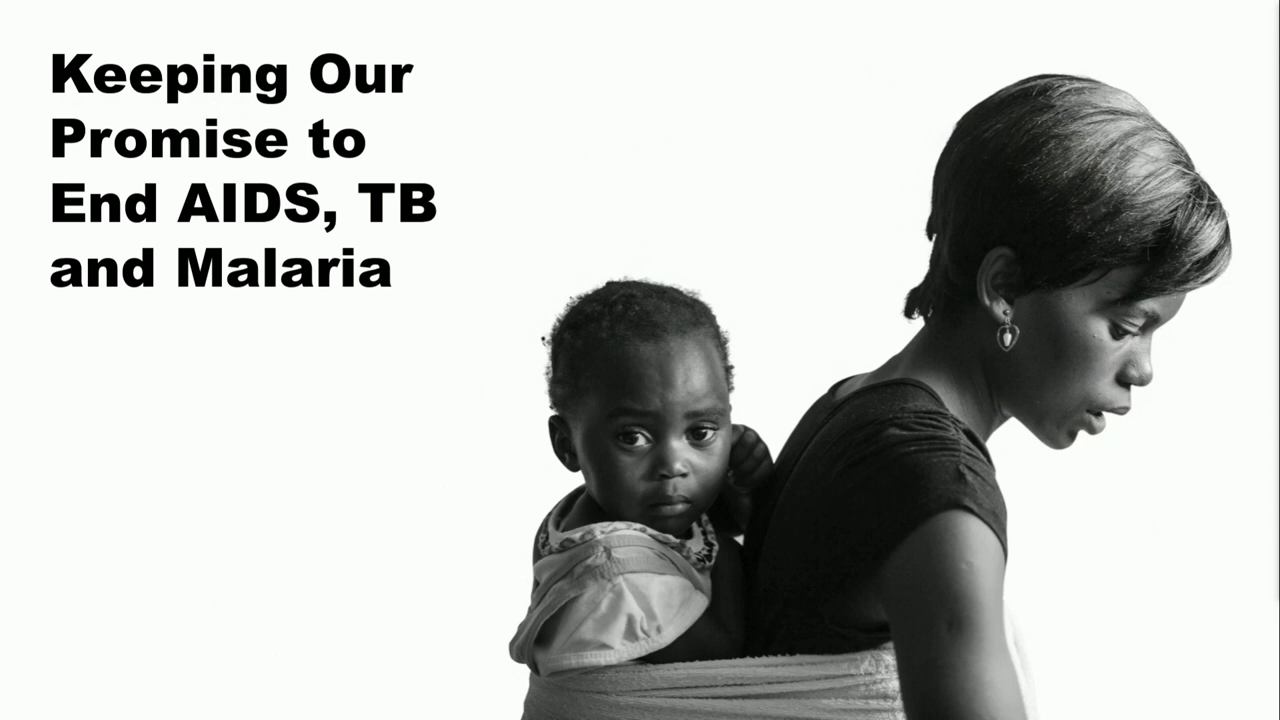 Keeping Our
Promise to
End AIDS, TB
and Malaria